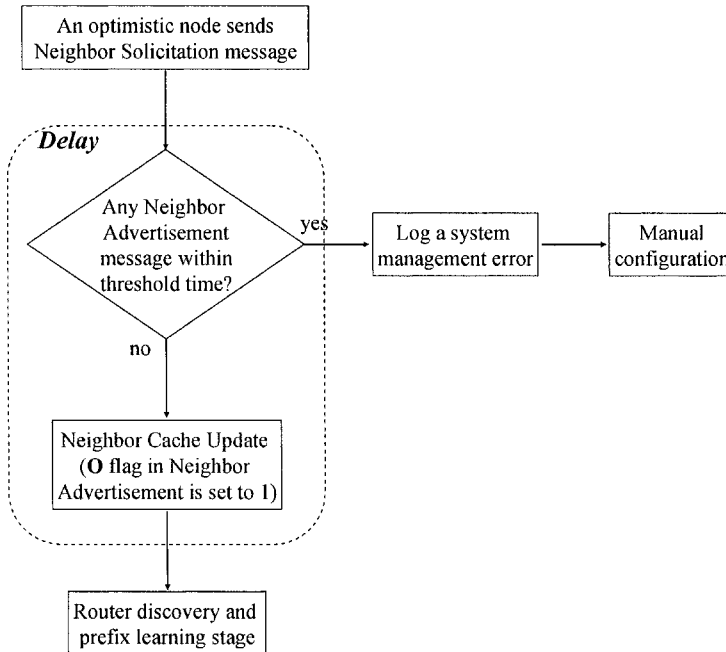 An optimistic node sends
Neighbor Solicitation message
Delay
Any Neighbor
Advertisement
message within
threshold time?
yes
Log a system
management error
Manual
configuration
no
Neighbor Cache Update
(O flag in Neighbor
Advertisement is set to 1)
Router discovery and
prefix learning stage